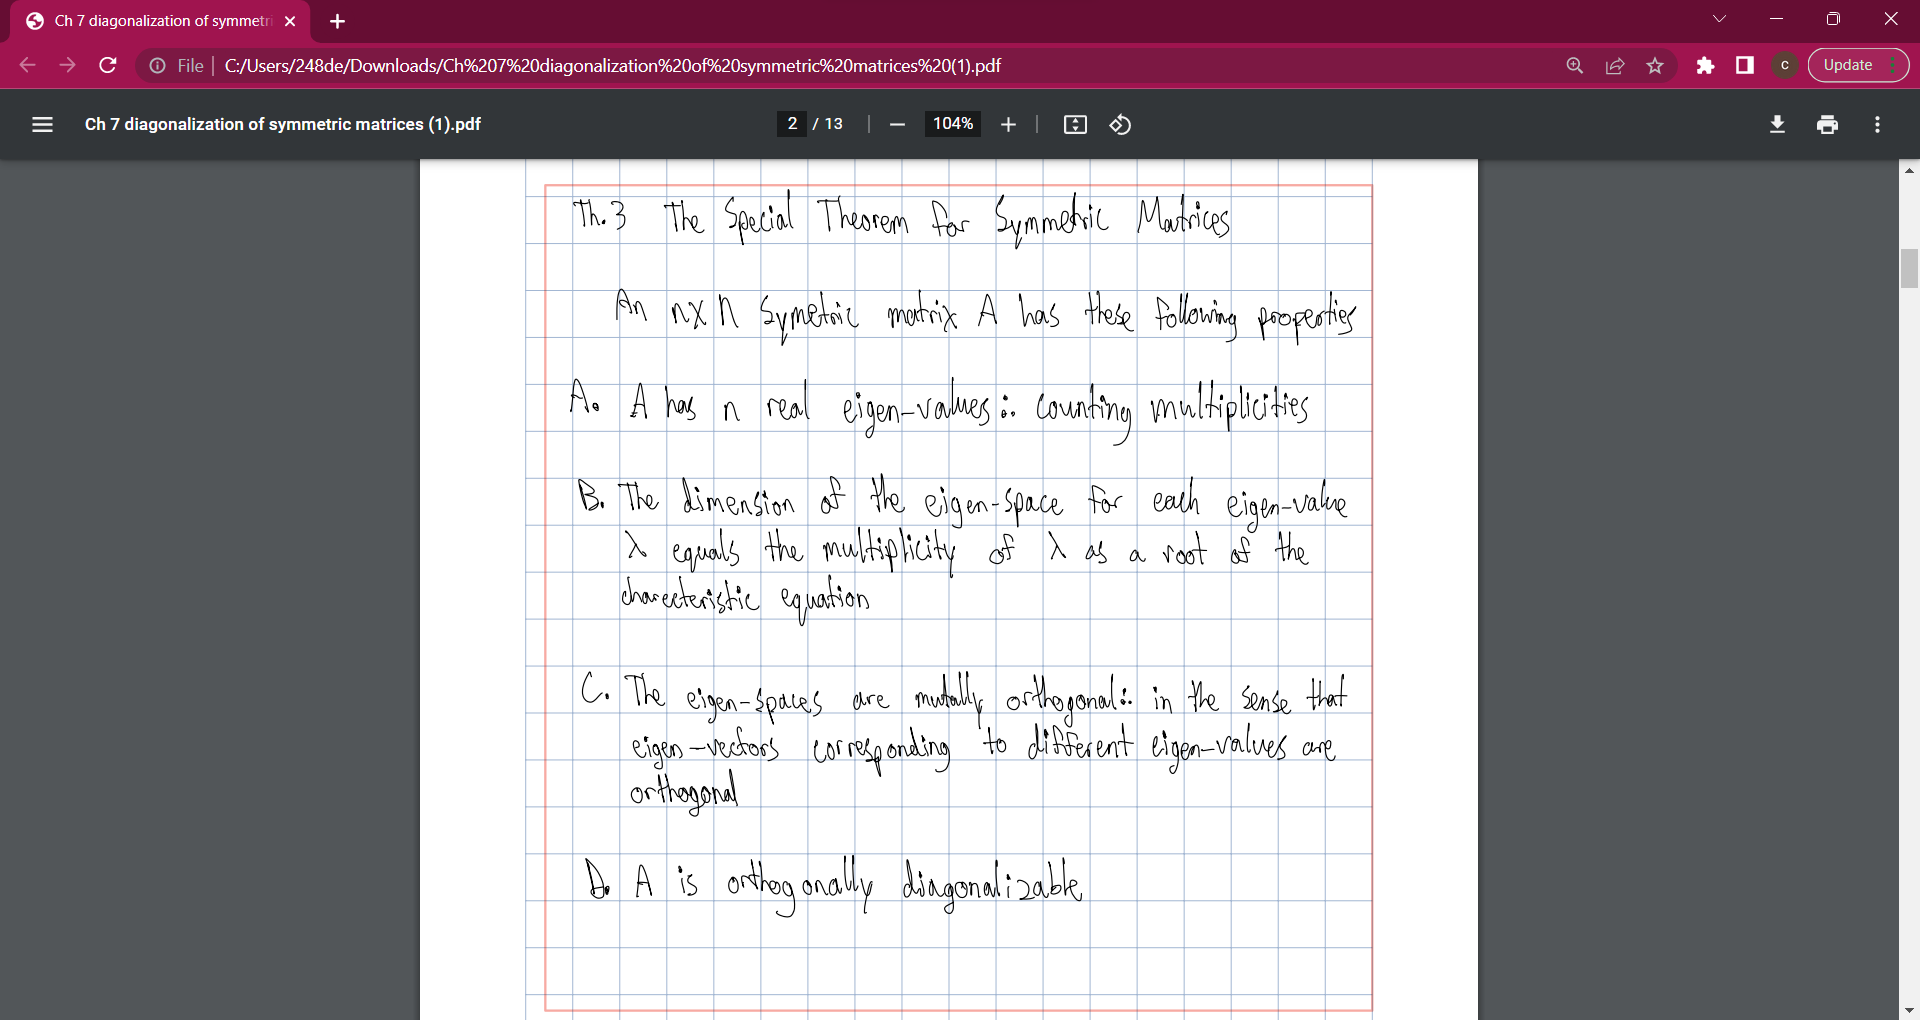 Ch 7 diagonalization of symmetri
File | C:/Users/248de/Downloads/Ch%207%20diagonalization%20of%20symmetric%20matrices%20(1).pdf
C
Update
Ch 7 diagonalization of symmetric matrices (1).pdf
2 / 13
104%
Th.3 The Special Theorem for Symmetric Matrices
An nxn Symetric matrix A has these following properties
A. A has n real eigen-values ∴ counting multiplicities
B. The dimension of the eigen-space for each eigen-value
λ equals the multiplicity of λ as a root of the
charecteristic equation
C. The eigen-spaces are mutally orthogonal ∴ in the sense that
eigen-vectors corresponding to different eigen-values are
orthogonal
D. A is orthogonally diagonalizable